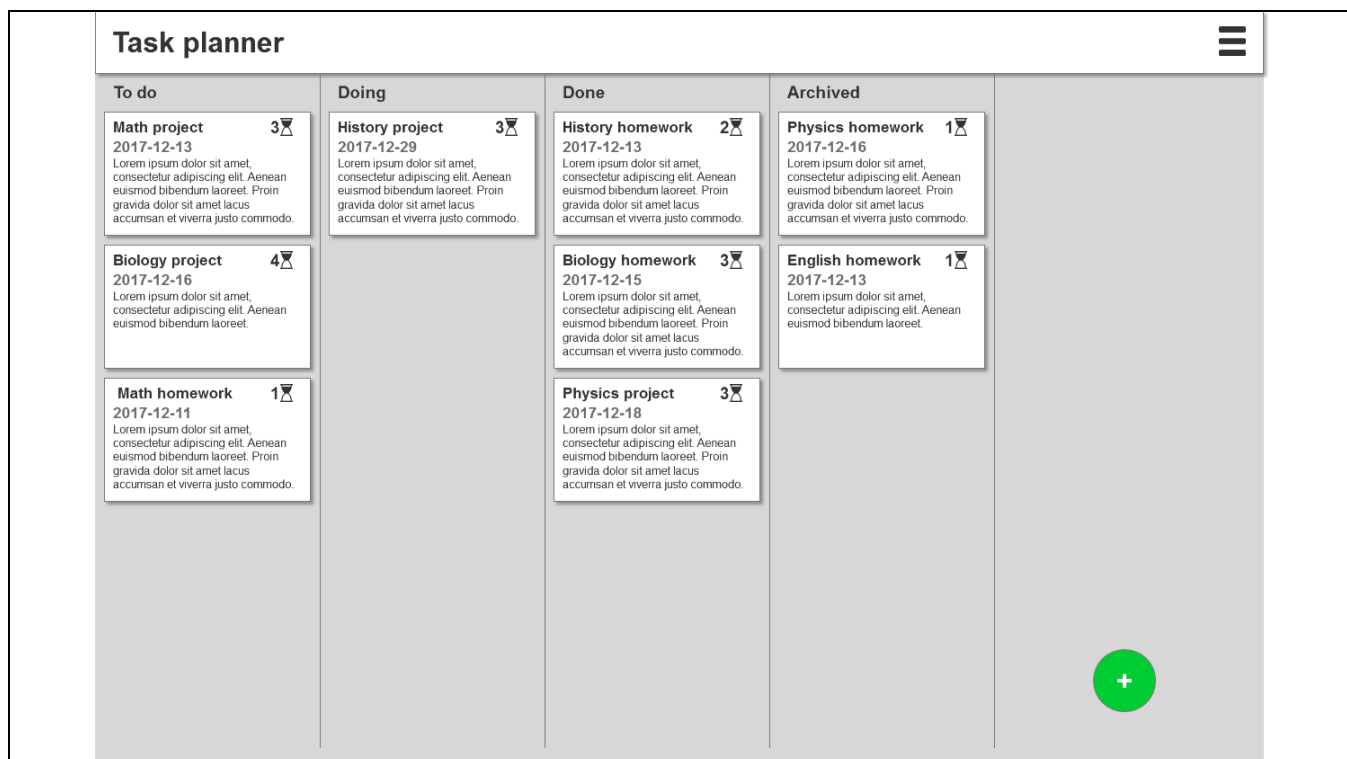 Task planner
To do
Math project 3
2017-12-13
Lorem ipsum dolor sit amet,
consectetur adipiscing elit. Aenean
euismod bibendum laoreet. Proin
gravida dolor sit amet lacus
accumsan et viverra justo commodo.
Biology project 4
2017-12-16
Lorem ipsum dolor sit amet,
consectetur adipiscing elit. Aenean
euismod bibendum laoreet.
Math homework 1
2017-12-11
Lorem ipsum dolor sit amet,
consectetur adipiscing elit. Aenean
euismod bibendum laoreet. Proin
gravida dolor sit amet lacus
accumsan et viverra justo commodo.
Doing
History project 3
2017-12-29
Lorem ipsum dolor sit amet,
consectetur adipiscing elit. Aenean
euismod bibendum laoreet. Proin
gravida dolor sit amet lacus
accumsan et viverra justo commodo.
Done
History homework 2
2017-12-13
Lorem ipsum dolor sit amet,
consectetur adipiscing elit. Aenean
euismod bibendum laoreet. Proin
gravida dolor sit amet lacus
accumsan et viverra justo commodo.
Biology homework 3
2017-12-15
Lorem ipsum dolor sit amet,
consectetur adipiscing elit. Aenean
euismod bibendum laoreet. Proin
gravida dolor sit amet lacus
accumsan et viverra justo commodo.
Physics project 3
2017-12-18
Lorem ipsum dolor sit amet,
consectetur adipiscing elit. Aenean
euismod bibendum laoreet. Proin
gravida dolor sit amet lacus
accumsan et viverra justo commodo.
Archived
Physics homework 1
2017-12-16
Lorem ipsum dolor sit amet,
consectetur adipiscing elit. Aenean
euismod bibendum laoreet. Proin
gravida dolor sit amet lacus
accumsan et viverra justo commodo.
English homework 1
2017-12-13
Lorem ipsum dolor sit amet,
consectetur adipiscing elit. Aenean
euismod bibendum laoreet.
+